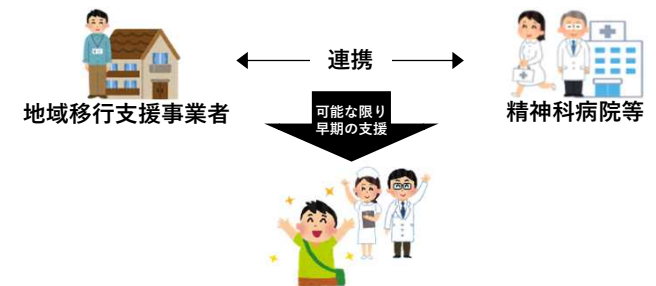 連携
地域移行支援事業者
精神科病院等
可能な限り
早期の支援